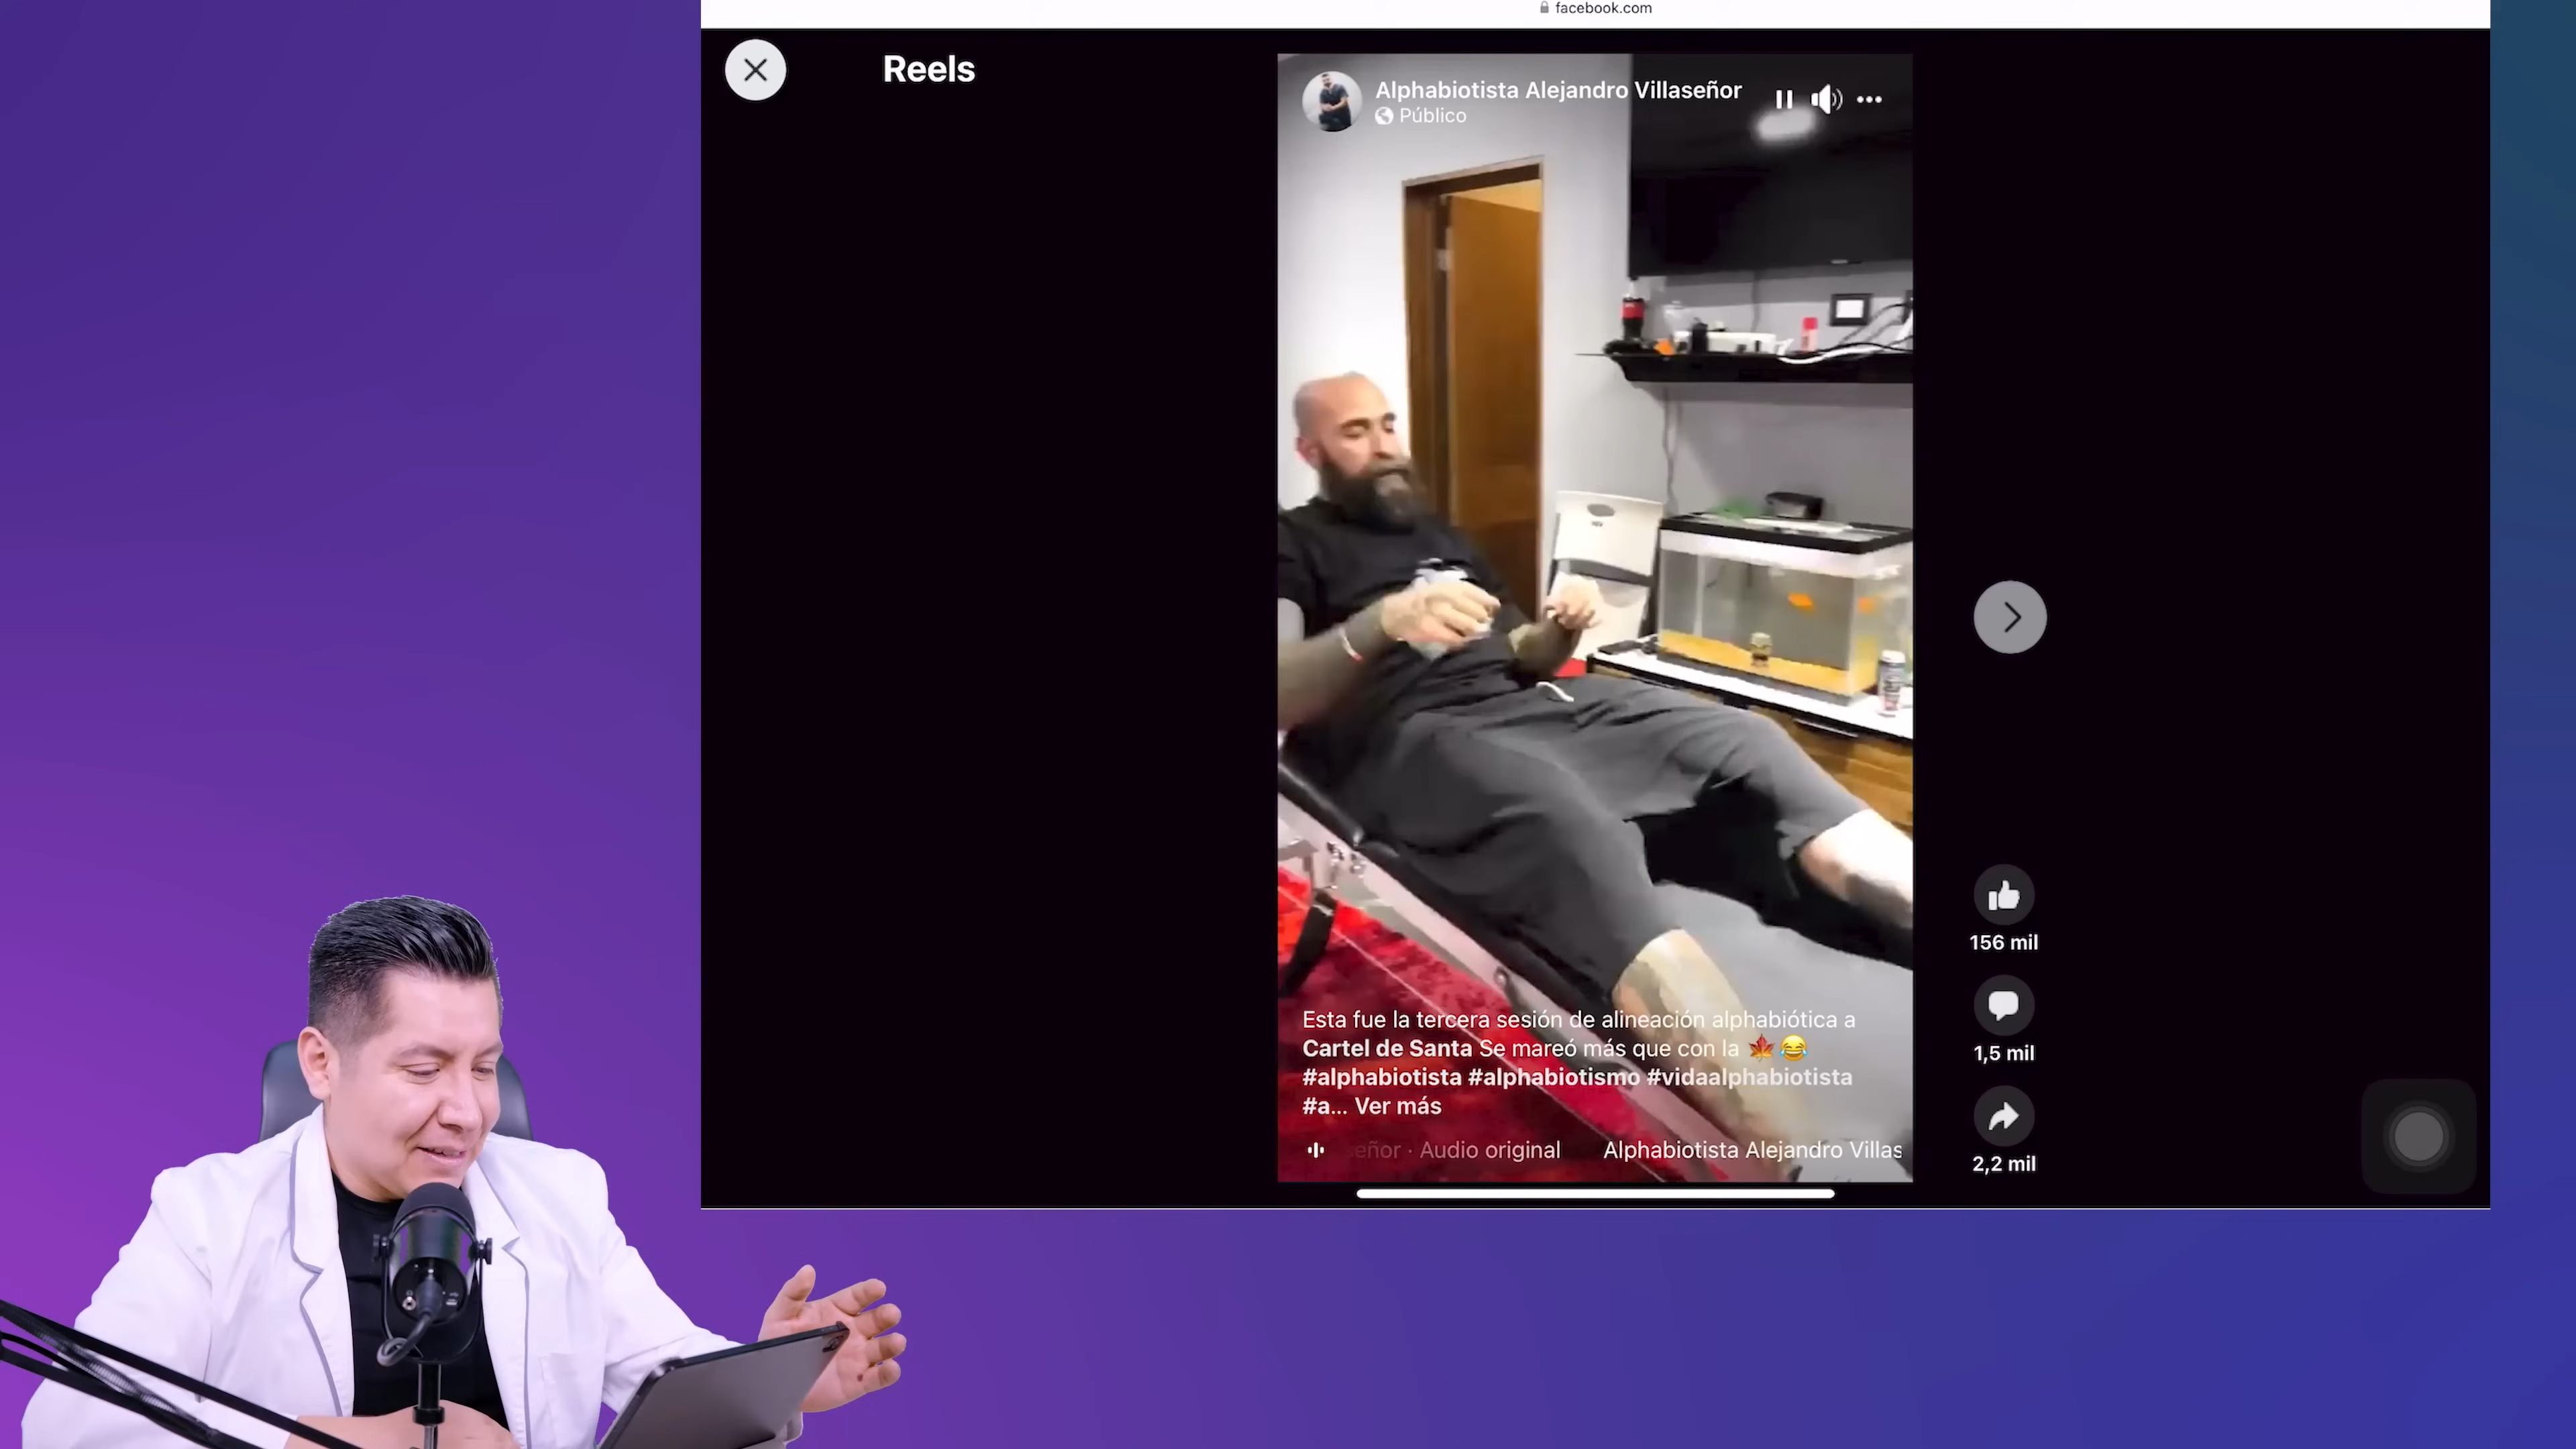 facebook.com
Reels
Alphabiotista Alejandro Villaseñor
Público
Esta fue la tercera sesión de alineación alphabiótica a
Cartel de Santa Se mareó más que con la 🍁😂
#alphabiotista #alphabiotismo #vidaalphabiotista
#a... Ver más
eñor · Audio original Alphabiotista Alejandro Villas
156 mil
1,5 mil
2,2 mil